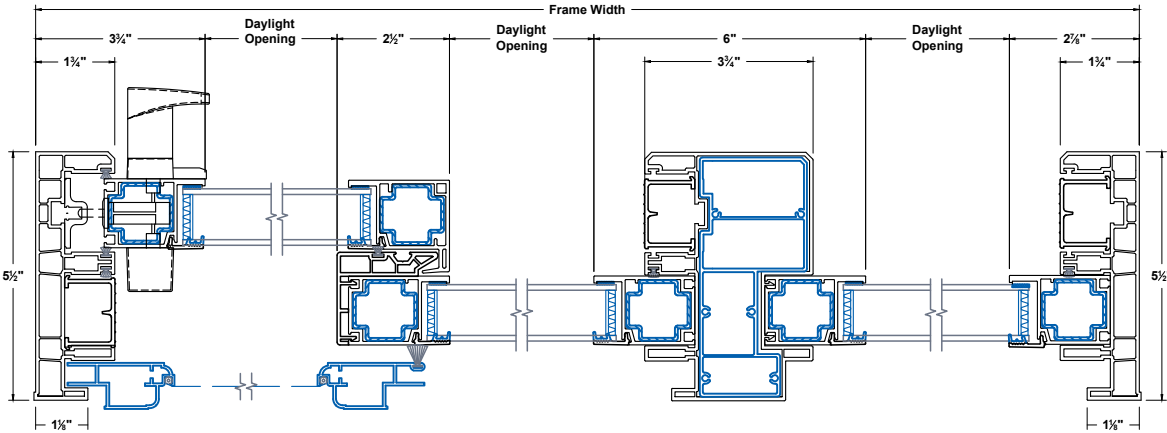 Frame Width
3¾"
Daylight
Opening
2½"
Daylight
Opening
6"
Daylight
Opening
2⅞"
1¾"
3¾"
1¾"
5½"
5½
1⅛"
1⅛"